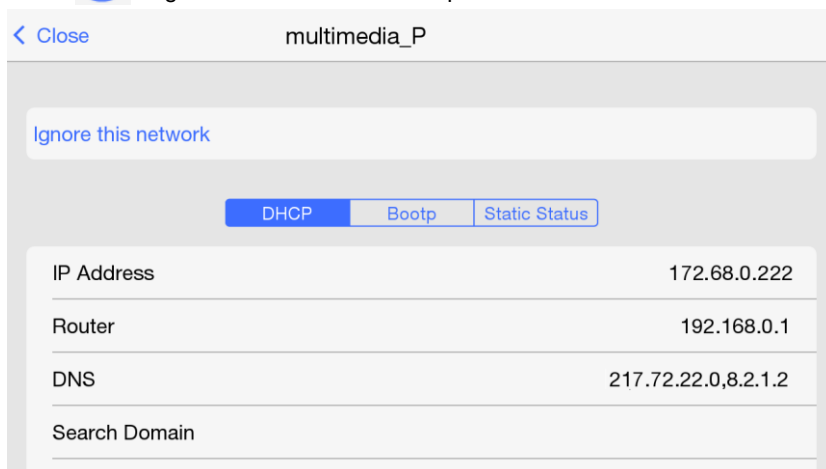 Close multimedia_P
Ignore this network
DHCP Bootp Static Status
IP Address 172.68.0.222
Router 192.168.0.1
DNS 217.72.22.0,8.2.1.2
Search Domain